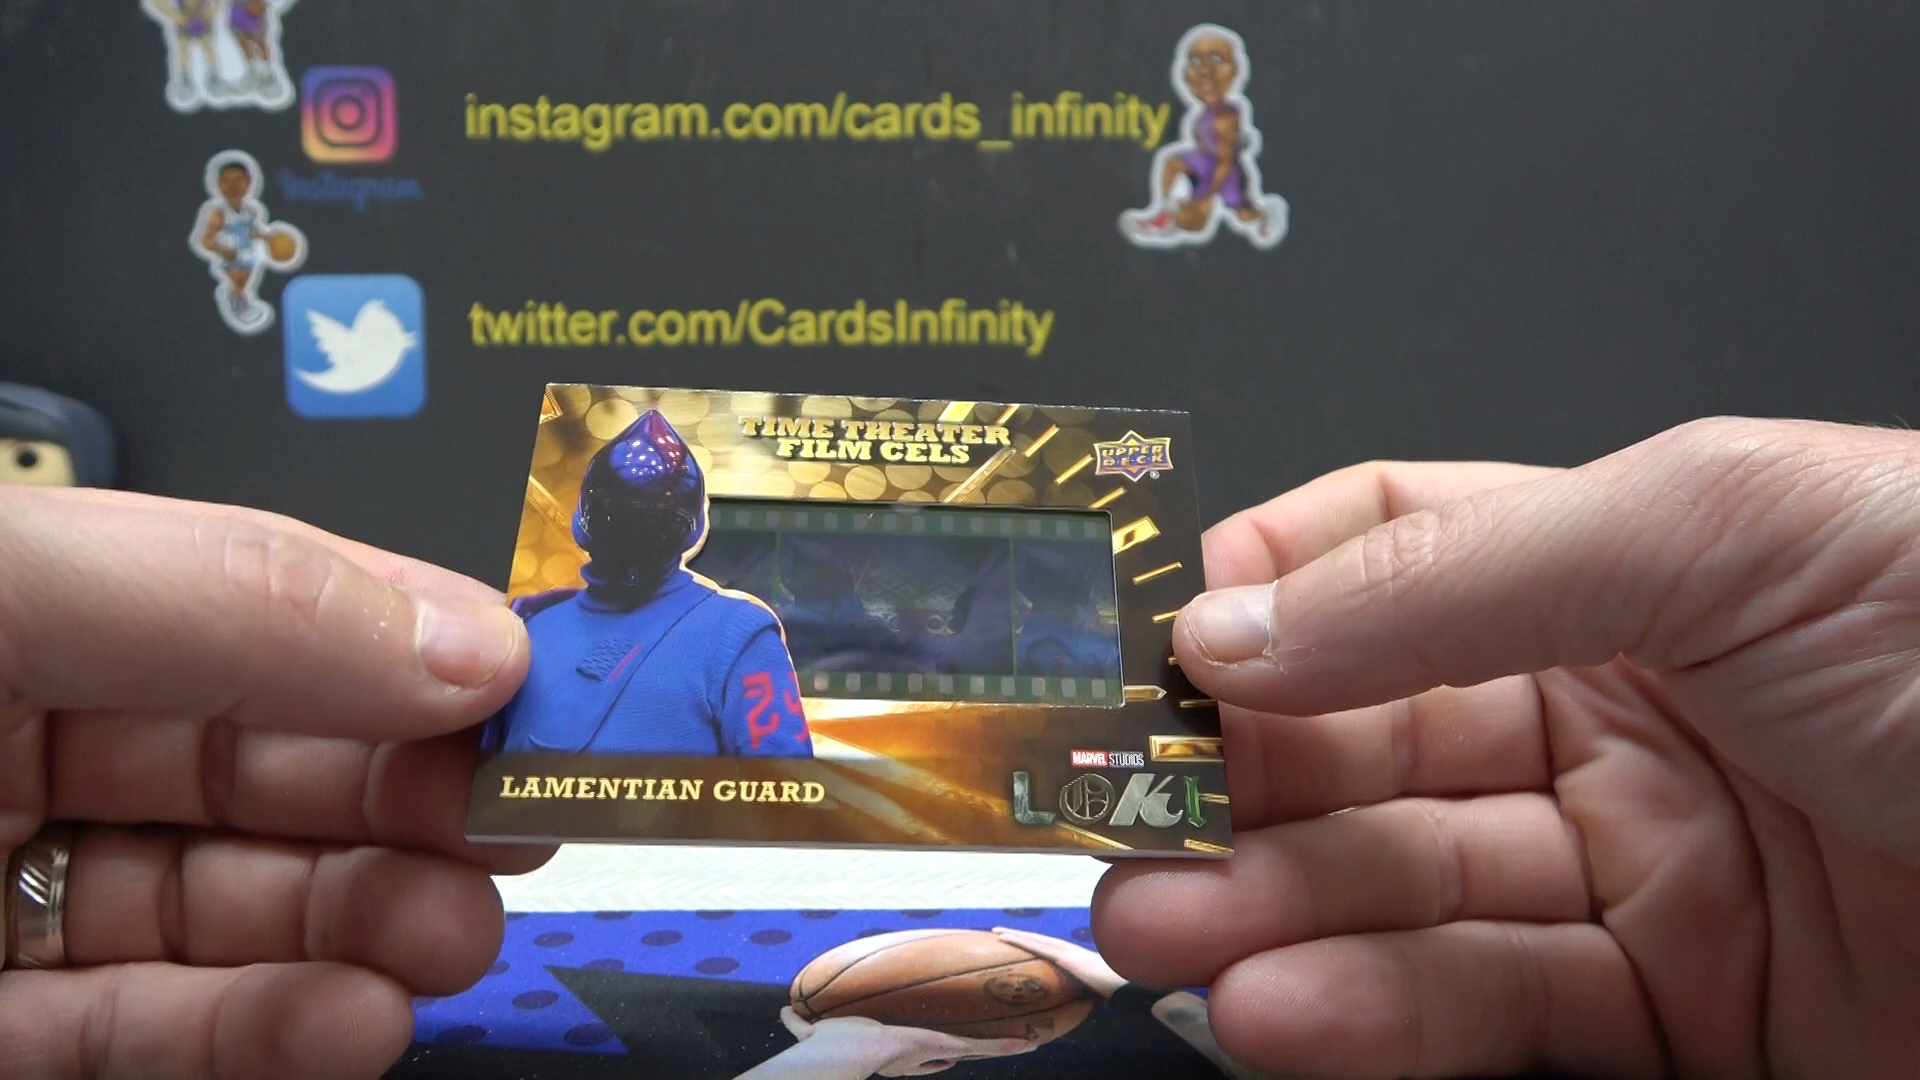 instagram.com/cards_infinity
Instagram
twitter.com/CardsInfinity
TIME THEATER
FILM CELS
UPPER
DECK
®
MARVEL STUDIOS
LOKI
LAMENTIAN GUARD